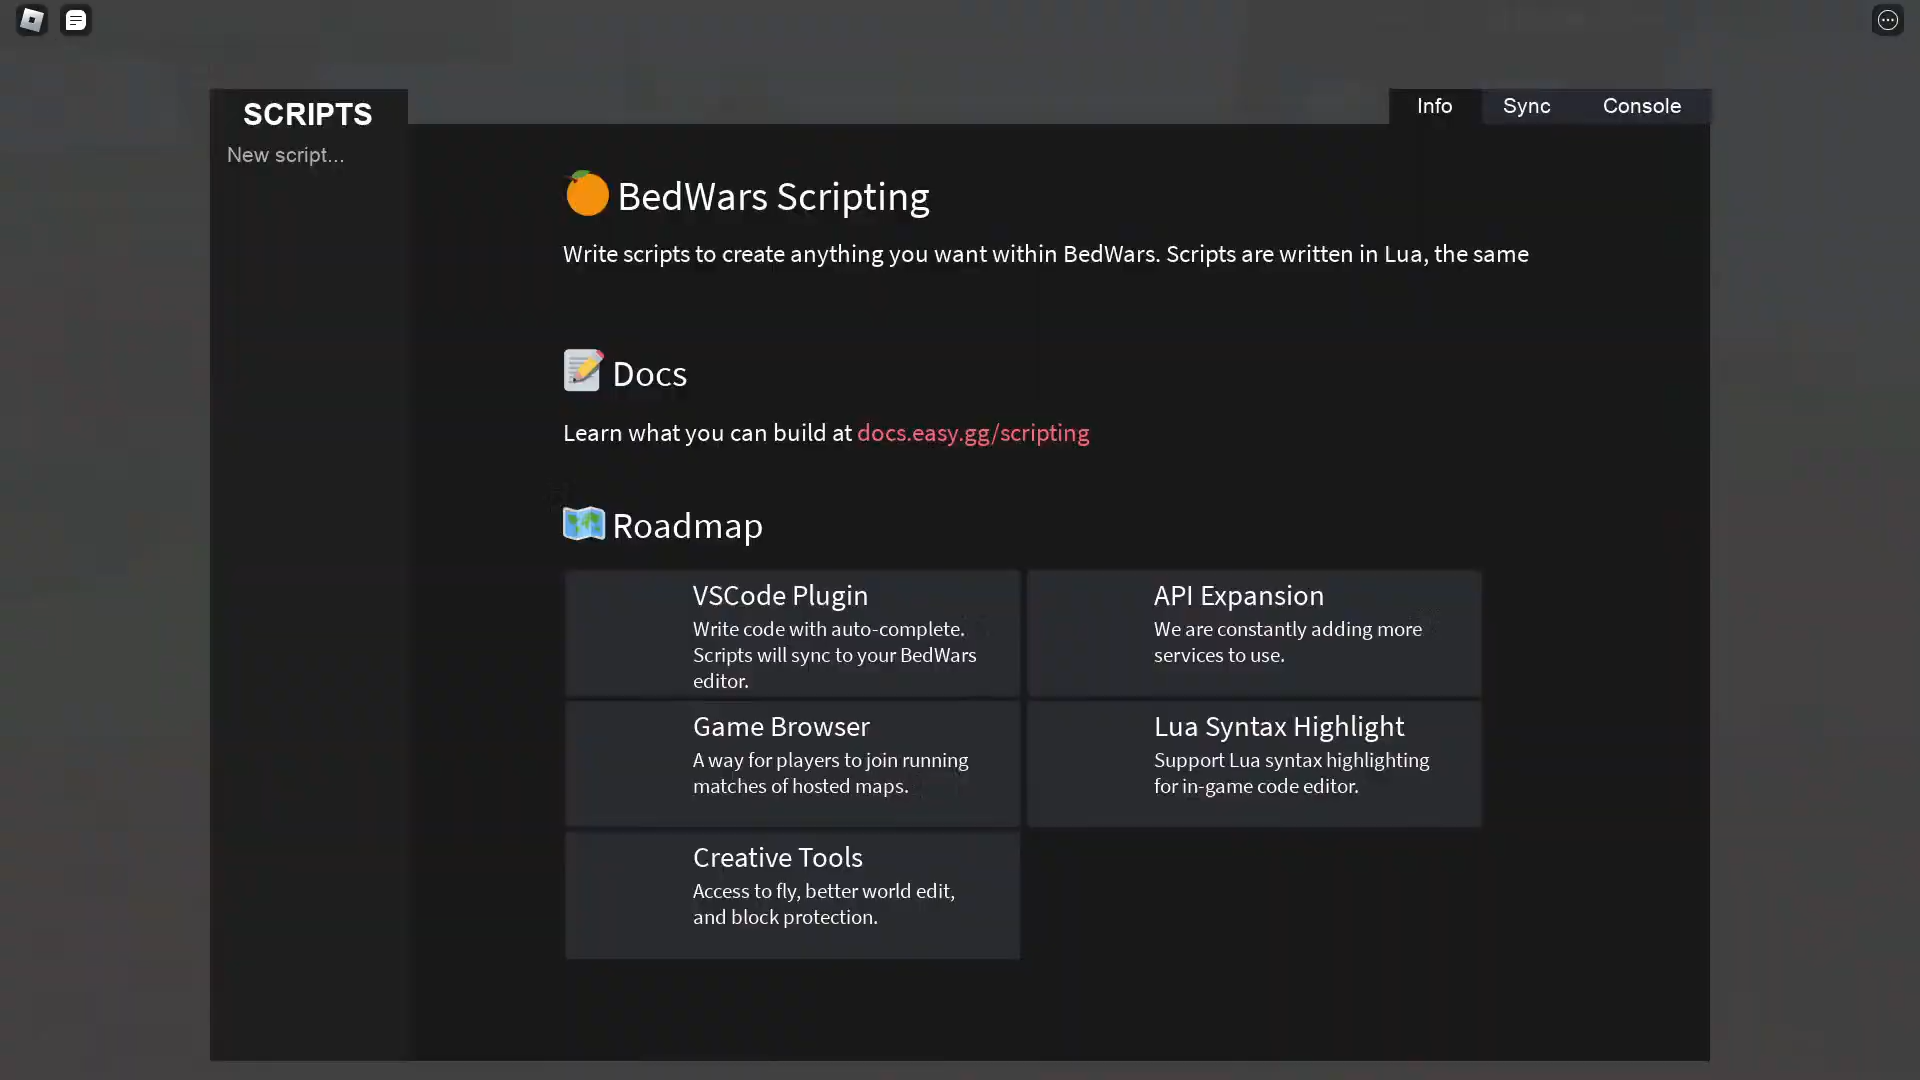 SCRIPTS
New script...
Info
Sync
Console
BedWars Scripting
Write scripts to create anything you want within BedWars. Scripts are written in Lua, the same
Docs
Learn what you can build at docs.easy.gg/scripting
Roadmap
VSCode Plugin
Write code with auto-complete.
Scripts will sync to your BedWars
editor.
API Expansion
We are constantly adding more
services to use.
Game Browser
A way for players to join running
matches of hosted maps.
Lua Syntax Highlight
Support Lua syntax highlighting
for in-game code editor.
Creative Tools
Access to fly, better world edit,
and block protection.